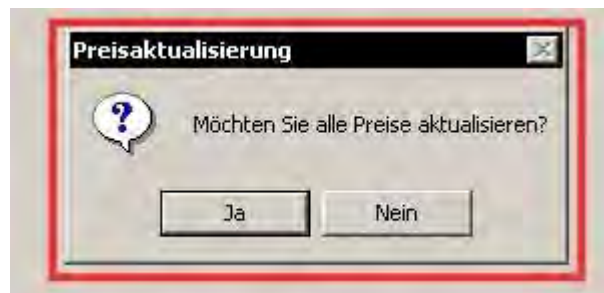 Preisaktualisierung
Möchten Sie alle Preise aktualisieren?
Ja
Nein